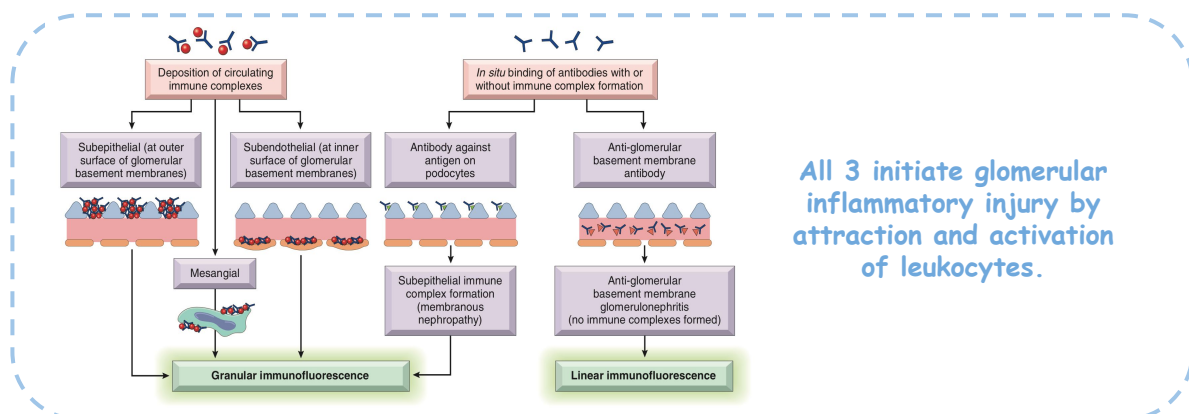 Deposition of circulating
immune complexes
In situ binding of antibodies with or
without immune complex formation
Subepithelial (at outer
surface of glomerular
basement membranes)
Subendothelial (at inner
surface of glomerular
basement membranes)
Antibody against
antigen on
podocytes
Anti-glomerular
basement membrane
antibody
Mesangial
Subepithelial immune
complex formation
(membranous
nephropathy)
Anti-glomerular
basement membrane
glomerulonephritis
(no immune complexes formed)
Granular immunofluorescence
Linear immunofluorescence
All 3 initiate glomerular
inflammatory injury by
attraction and activation
of leukocytes.